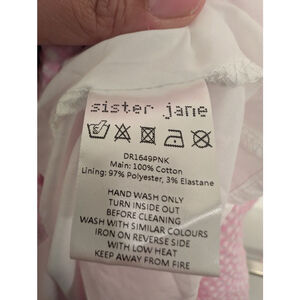 sister jane
DR1649PNK
Main: 100% Cotton
Lining: 97% Polyester, 3% Elastane
HAND WASH ONLY
TURN INSIDE OUT
BEFORE CLEANING
WASH WITH SIMILAR COLOURS
IRON ON REVERSE SIDE
WITH LOW HEAT
KEEP AWAY FROM FIRE